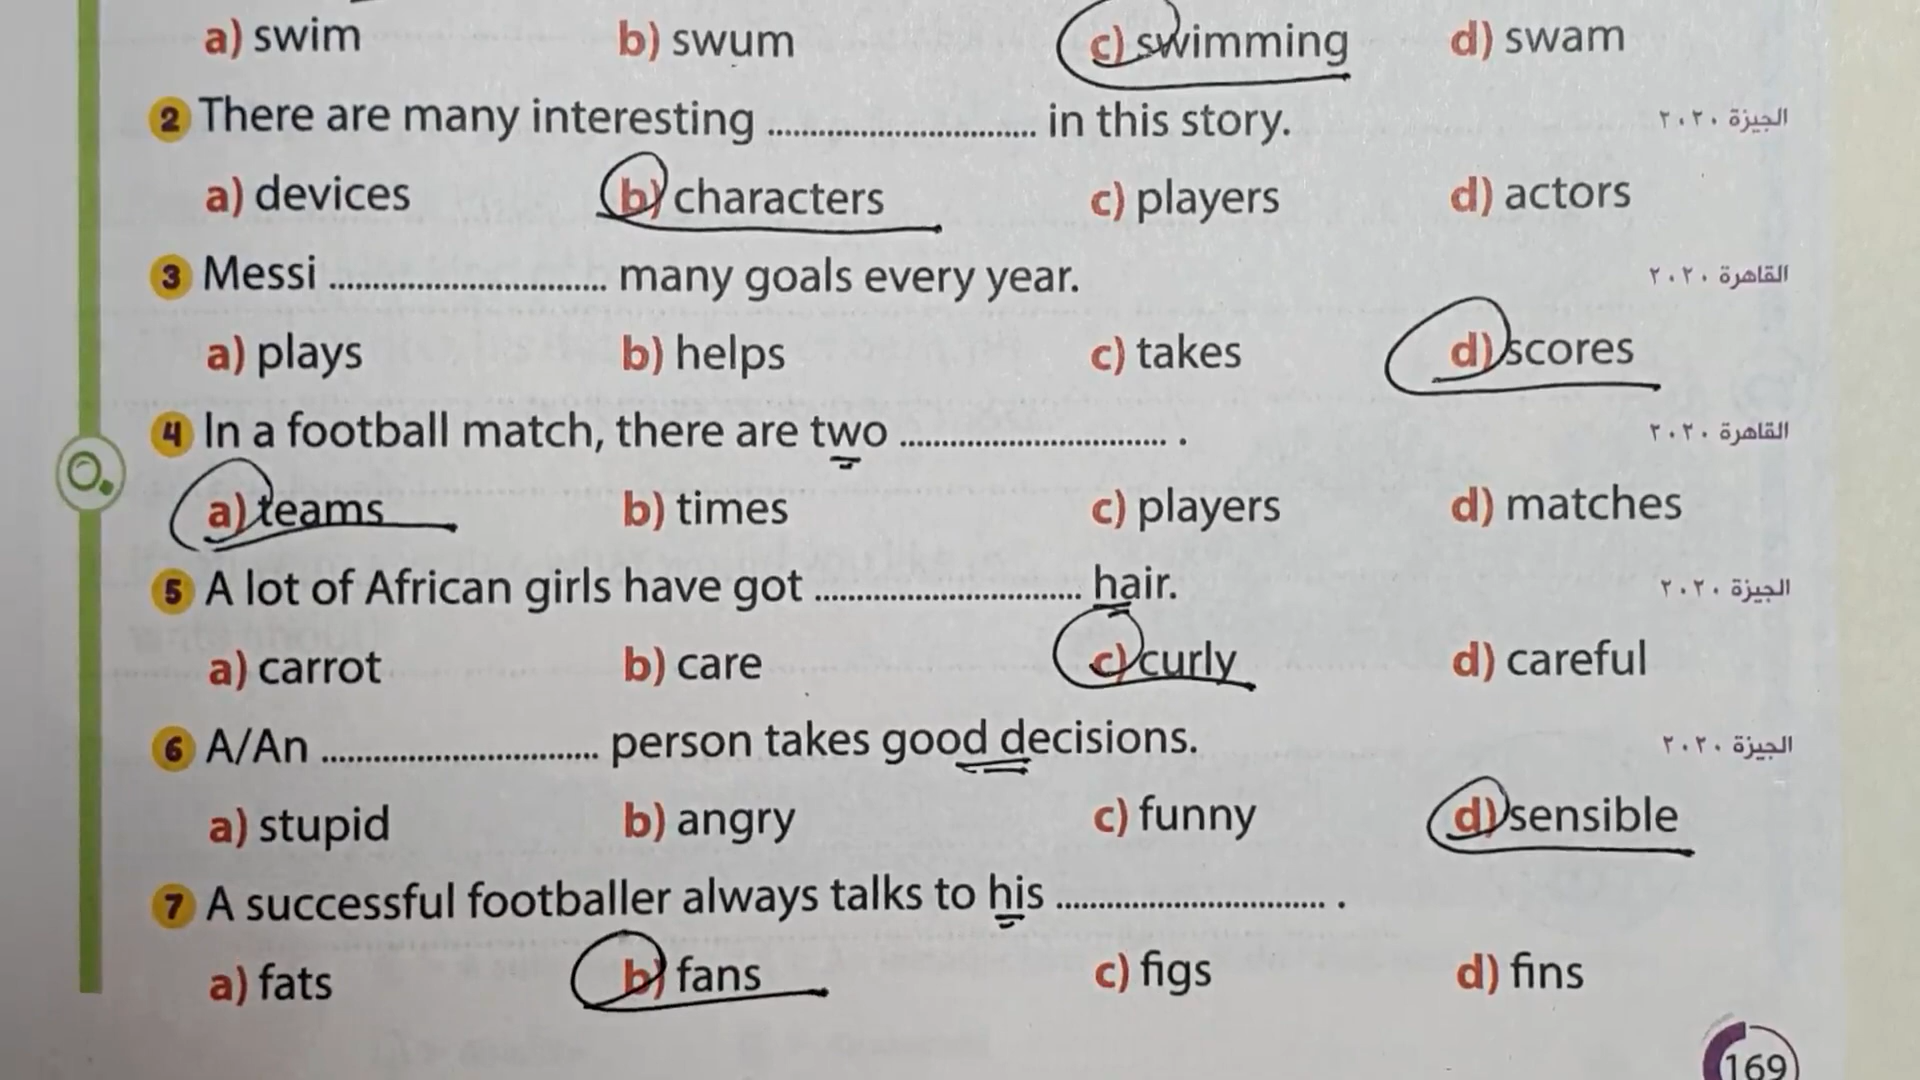 a) swim b) swum c) swimming d) swam
2 There are many interesting .............................. in this story. الجيزة ٢٠٢٠
a) devices b) characters c) players d) actors
3 Messi .............................. many goals every year. القاهرة ٢٠٢٠
a) plays b) helps c) takes d) scores
4 In a football match, there are two .............................. . القاهرة ٢٠٢٠
a) teams b) times c) players d) matches
5 A lot of African girls have got .............................. hair. الجيزة ٢٠٢٠
a) carrot b) care c) curly d) careful
6 A/An .............................. person takes good decisions. الجيزة ٢٠٢٠
a) stupid b) angry c) funny d) sensible
7 A successful footballer always talks to his .............................. .
a) fats b) fans c) figs d) fins
169